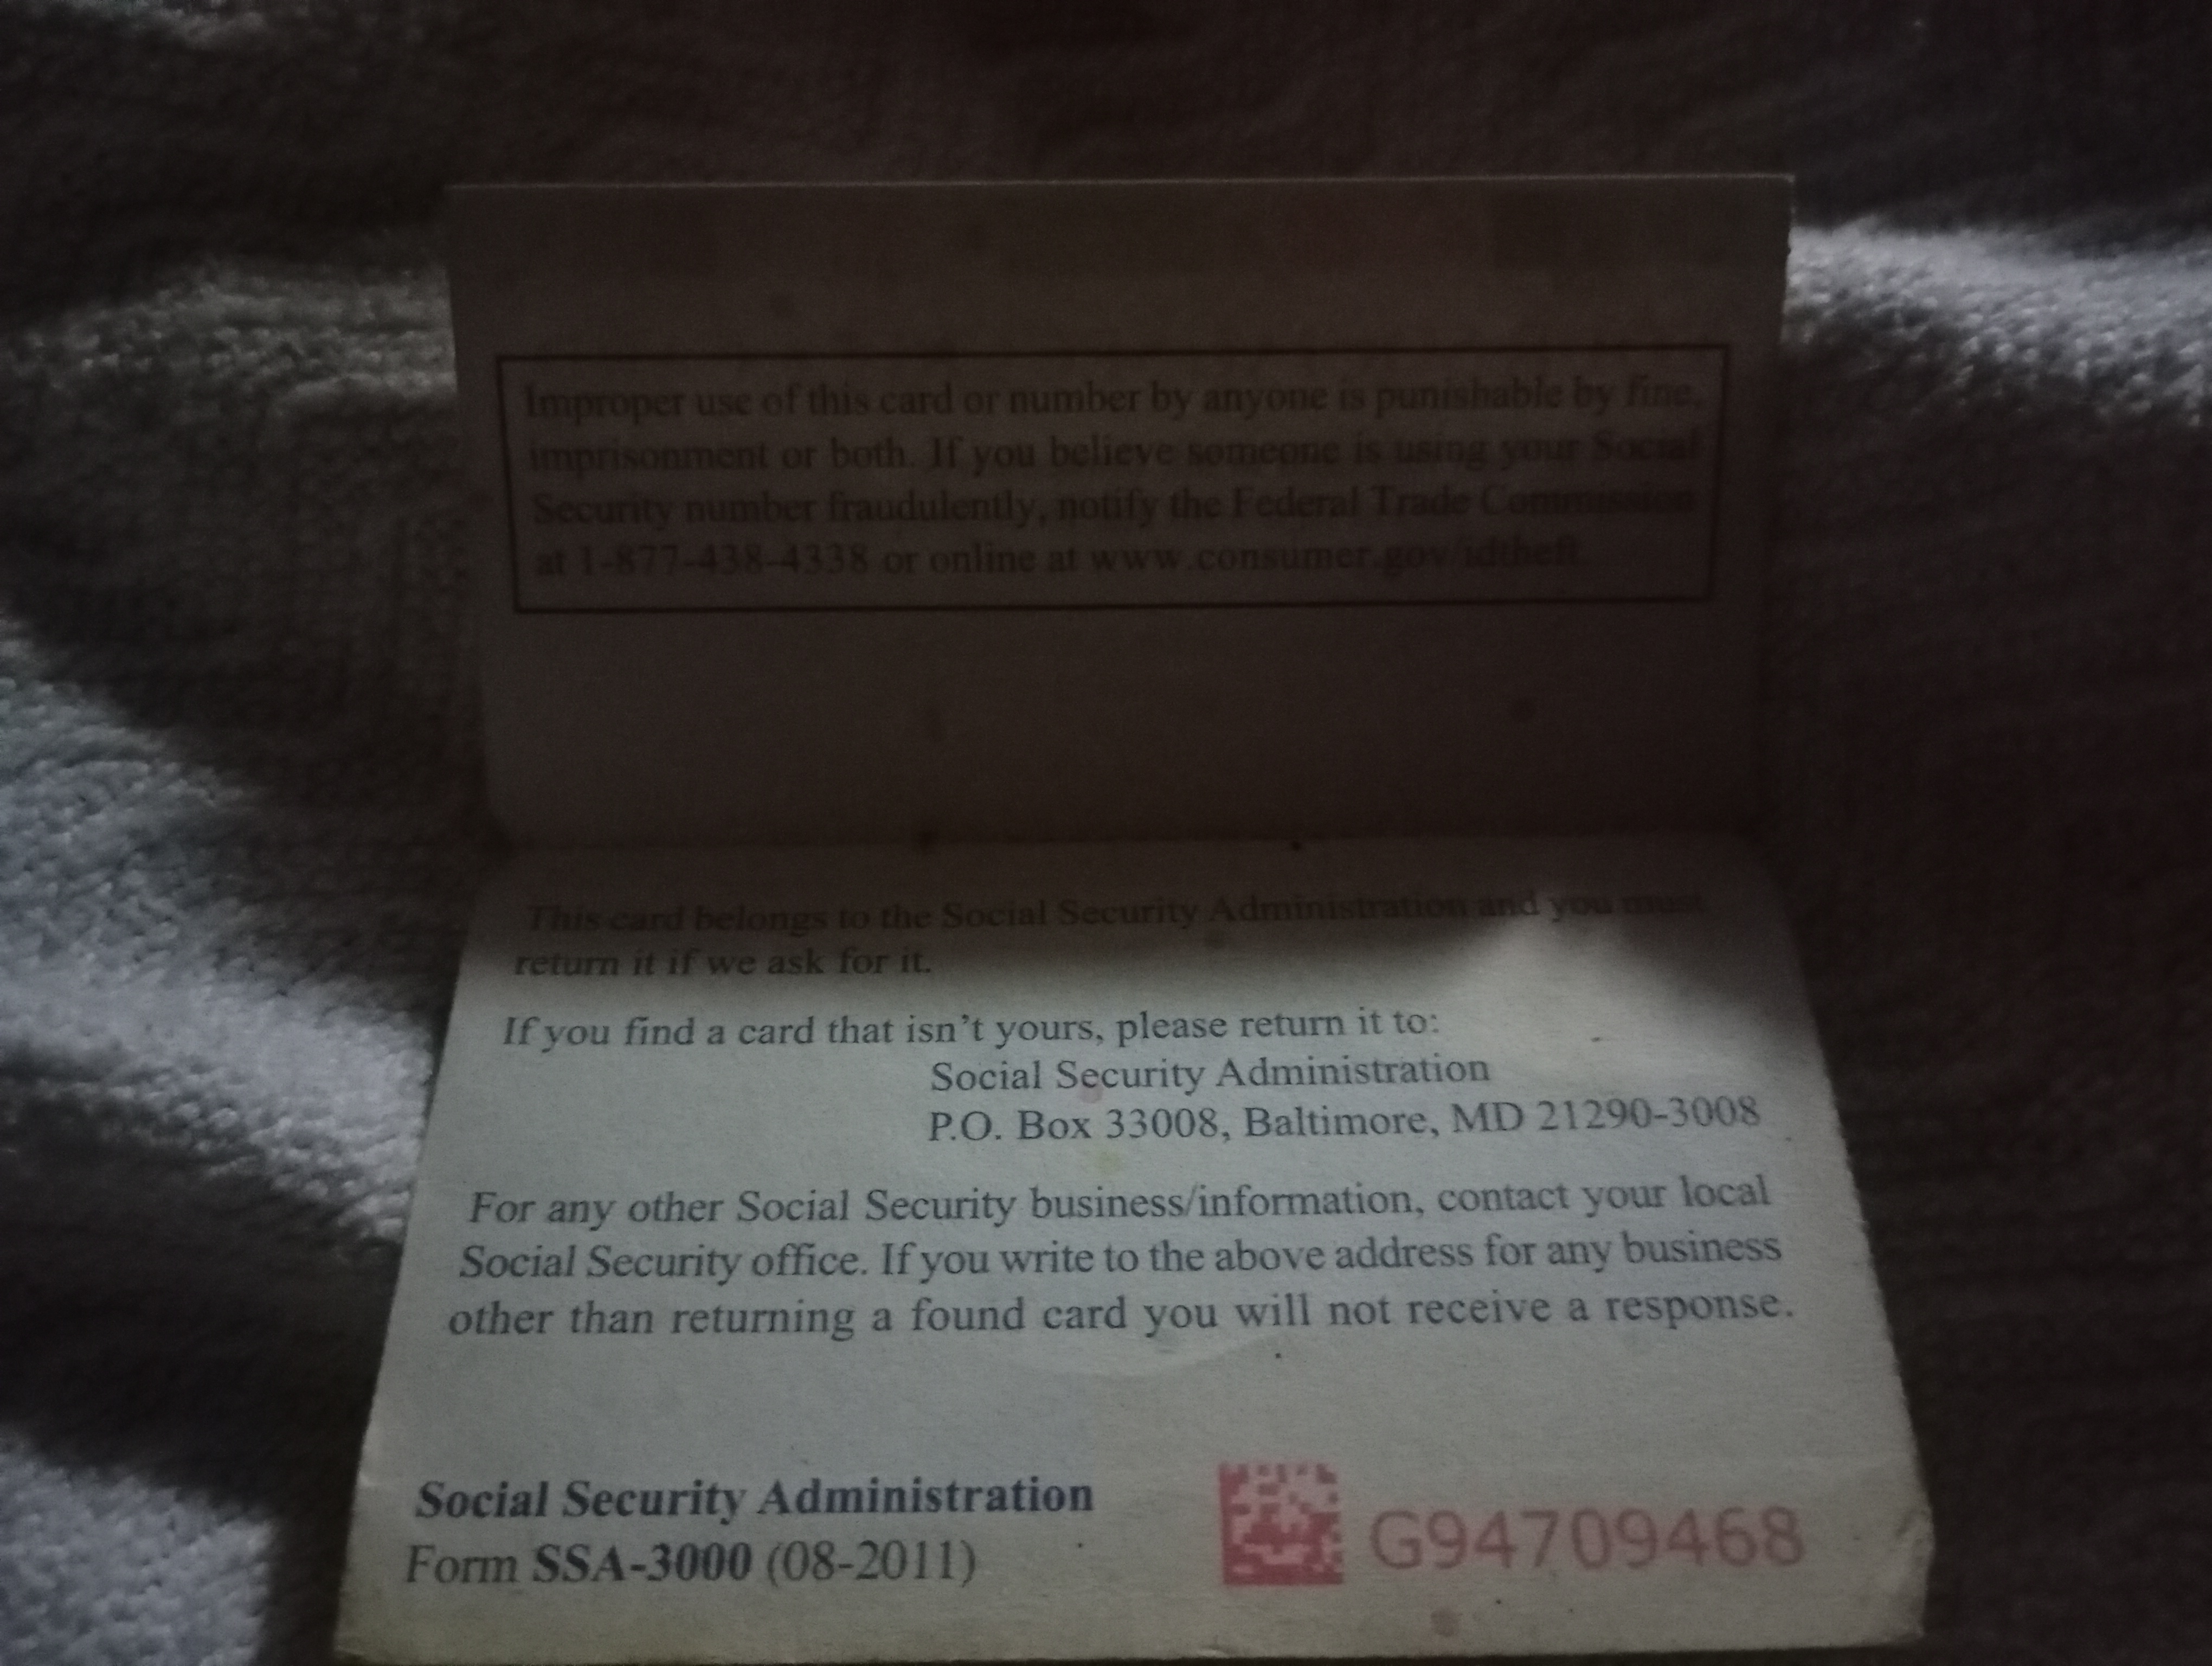 Improper use of this card or number by anyone is punishable by fine,
imprisonment or both. If you believe someone is using your Social
Security number fraudulently, notify the Federal Trade Commission
at 1-877-438-4338 or online at www.consumer.gov/idtheft
This card belongs to the Social Security Administration and you must
return it if we ask for it.
If you find a card that isn't yours, please return it to:
Social Security Administration
P.O. Box 33008, Baltimore, MD 21290-3008
For any other Social Security business/information, contact your local
Social Security office. If you write to the above address for any business
other than returning a found card you will not receive a response.
Social Security Administration
Form SSA-3000 (08-2011)
G94709468